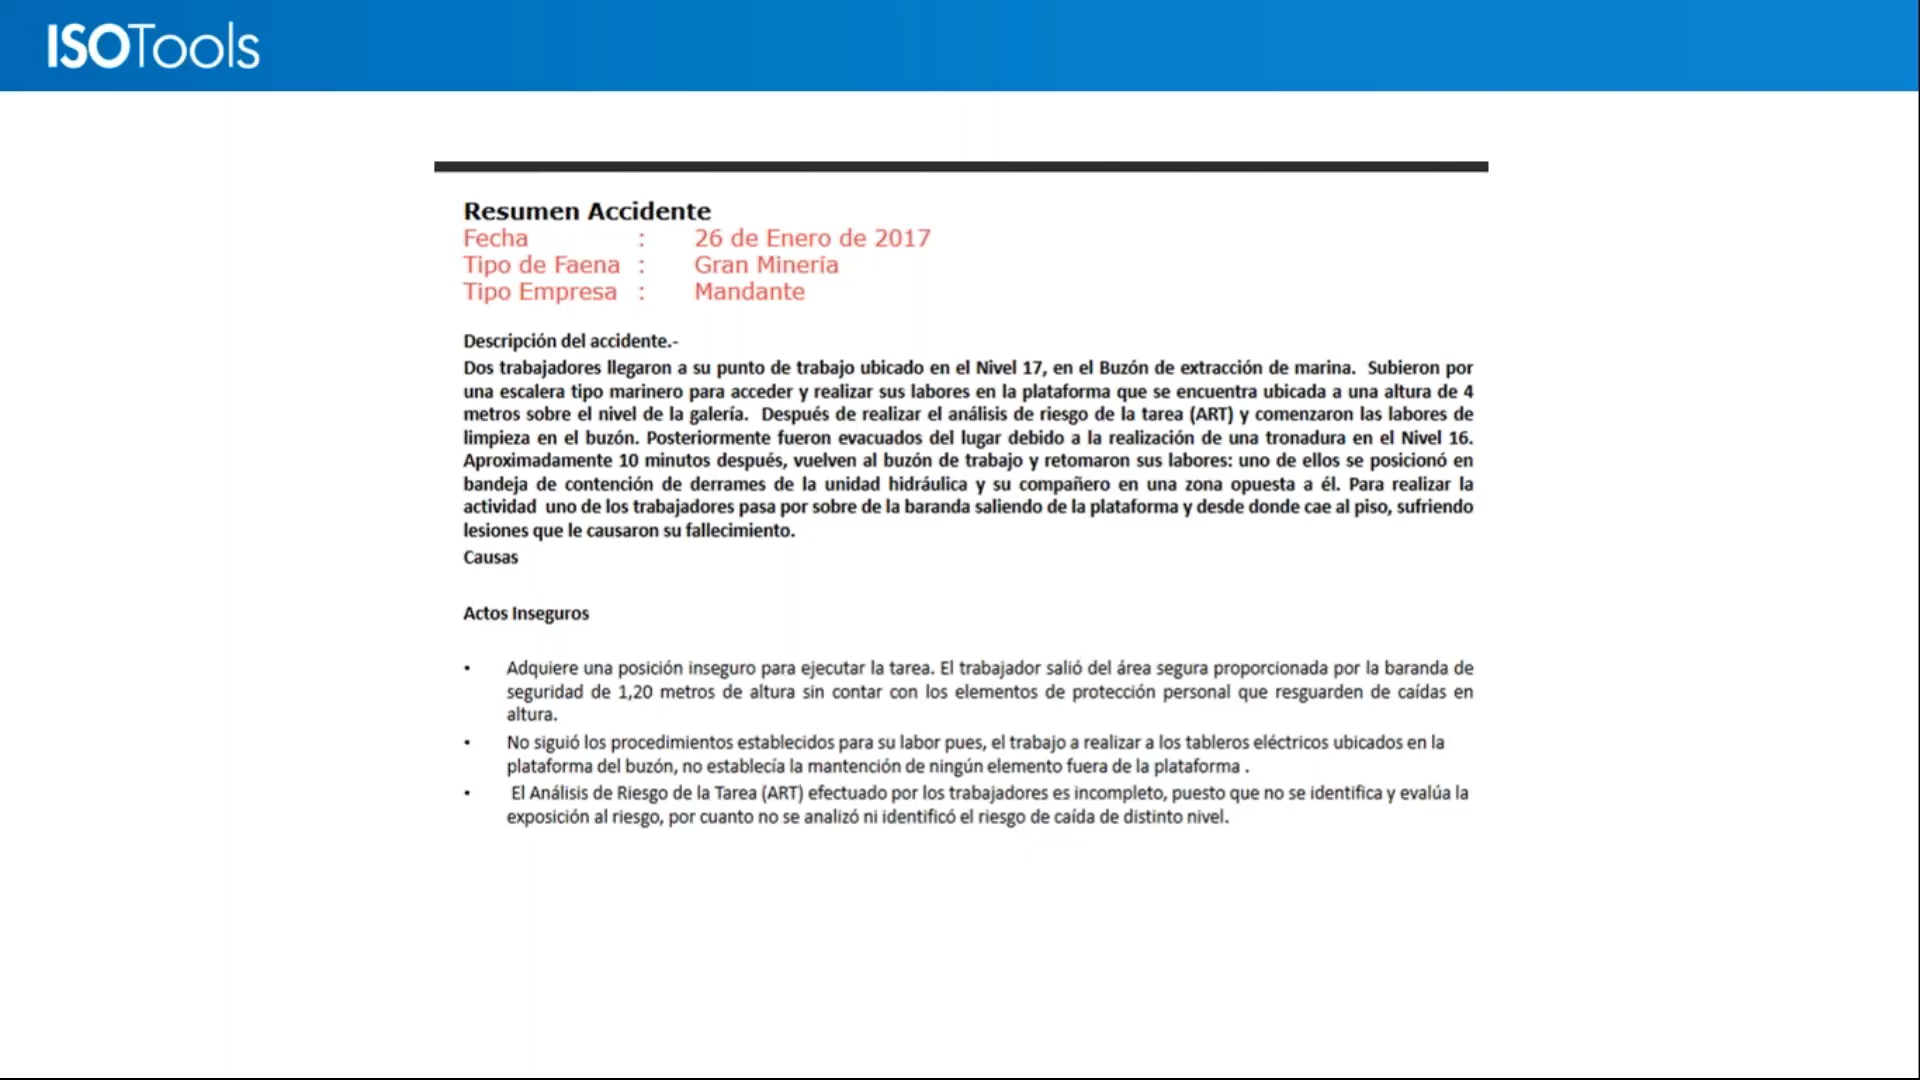 ISOTools
Resumen Accidente
Fecha : 26 de Enero de 2017
Tipo de Faena : Gran Minería
Tipo Empresa : Mandante
Descripción del accidente.-
Dos trabajadores llegaron a su punto de trabajo ubicado en el Nivel 17, en el Buzón de extracción de marina. Subieron por
una escalera tipo marinero para acceder y realizar sus labores en la plataforma que se encuentra ubicada a una altura de 4
metros sobre el nivel de la galería. Después de realizar el análisis de riesgo de la tarea (ART) y comenzaron las labores de
limpieza en el buzón. Posteriormente fueron evacuados del lugar debido a la realización de una tronadura en el Nivel 16.
Aproximadamente 10 minutos después, vuelven al buzón de trabajo y retomaron sus labores: uno de ellos se posicionó en
bandeja de contención de derrames de la unidad hidráulica y su compañero en una zona opuesta a él. Para realizar la
actividad uno de los trabajadores pasa por sobre de la baranda saliendo de la plataforma y desde donde cae al piso, sufriendo
lesiones que le causaron su fallecimiento.
Causas
Actos Inseguros
• Adquiere una posición inseguro para ejecutar la tarea. El trabajador salió del área segura proporcionada por la baranda de
seguridad de 1,20 metros de altura sin contar con los elementos de protección personal que resguarden de caídas en
altura.
• No siguió los procedimientos establecidos para su labor pues, el trabajo a realizar a los tableros eléctricos ubicados en la
plataforma del buzón, no establecía la mantención de ningún elemento fuera de la plataforma .
• El Análisis de Riesgo de la Tarea (ART) efectuado por los trabajadores es incompleto, puesto que no se identifica y evalúa la
exposición al riesgo, por cuanto no se analizó ni identificó el riesgo de caída de distinto nivel.